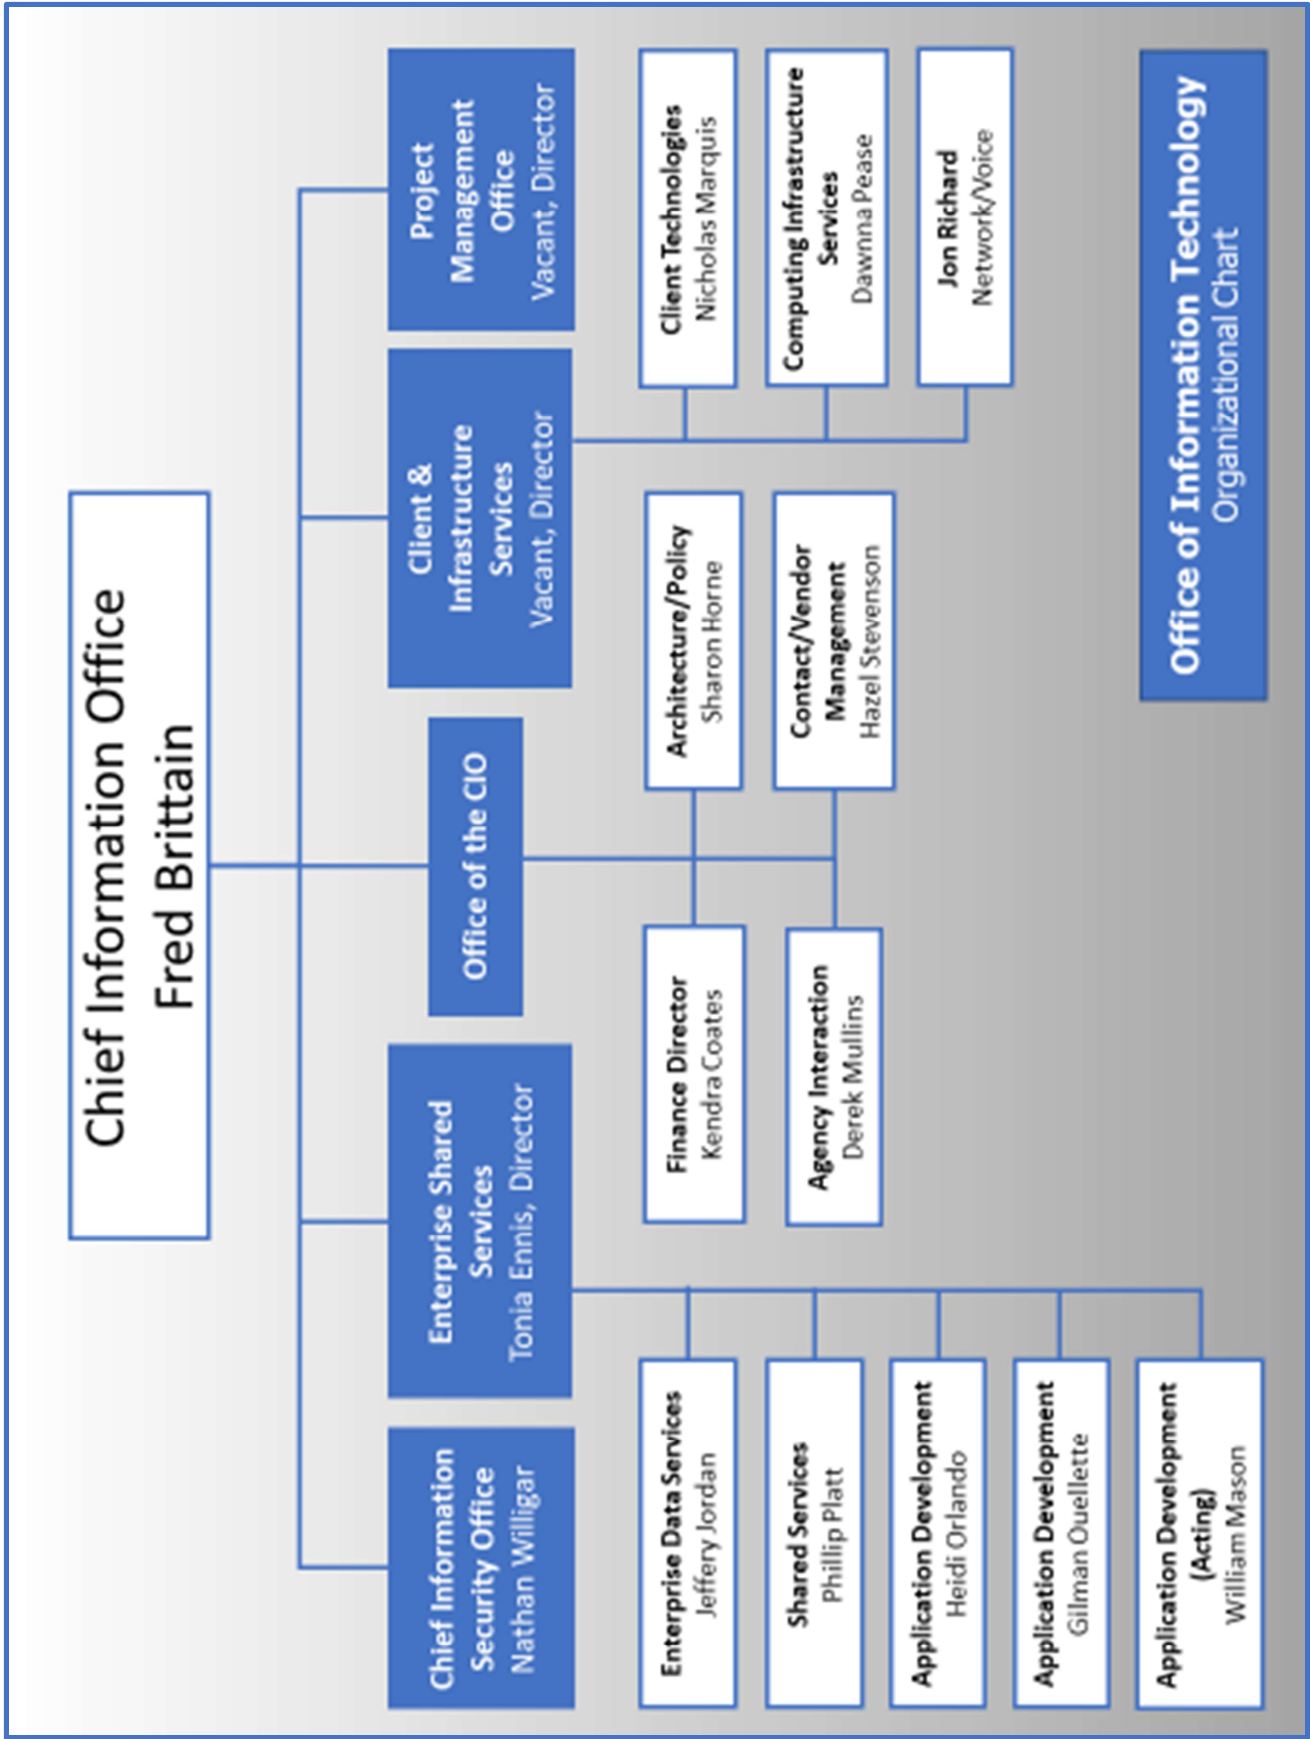 Chief Information Office
Fred Brittain
Chief Information
Security Office
Nathan Willigar
Enterprise Shared
Services
Tonia Ennis, Director
Office of the CIO
Client &
Infrastructure
Services
Vacant, Director
Project
Management
Office
Vacant, Director
Enterprise Data Services
Jeffery Jordan
Shared Services
Phillip Platt
Application Development
Heidi Orlando
Application Development
Gilman Ouellette
Application Development
(Acting)
William Mason
Finance Director
Kendra Coates
Agency Interaction
Derek Mullins
Architecture/Policy
Sharon Horne
Contact/Vendor
Management
Hazel Stevenson
Client Technologies
Nicholas Marquis
Computing Infrastructure
Services
Dawnna Pease
Jon Richard
Network/Voice
Office of Information Technology
Organizational Chart